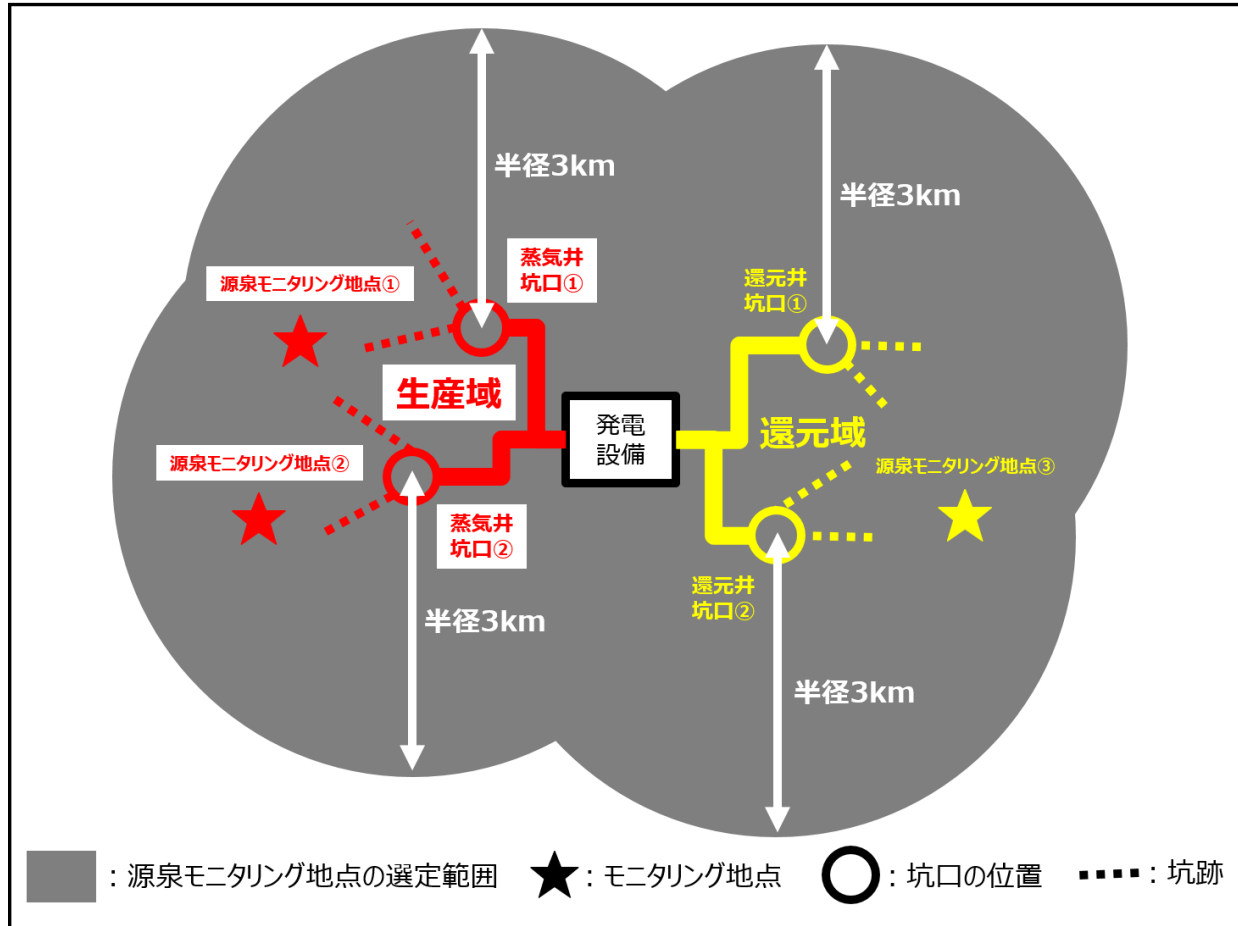 半径3km
半径3km
蒸気井
坑口①
還元井
坑口①
源泉モニタリング地点①
生産域
発電
設備
還元域
源泉モニタリング地点②
源泉モニタリング地点③
蒸気井
坑口②
還元井
坑口②
半径3km
半径3km
：源泉モニタリング地点の選定範囲
：モニタリング地点
：坑口の位置
：坑跡